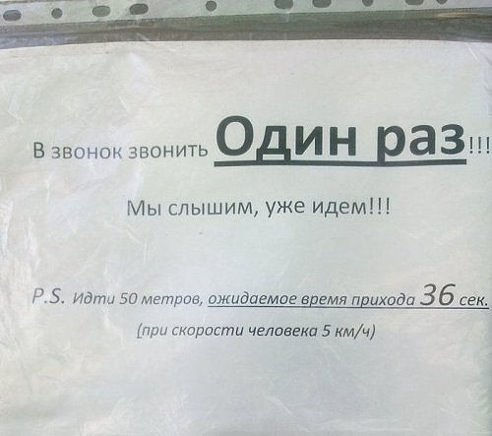 В звонок звонить Один раз!!!
Мы слышим, уже идем!!!
P.S. Идти 50 метров, ожидаемое время прихода 36 сек.
(при скорости человека 5 км/ч)